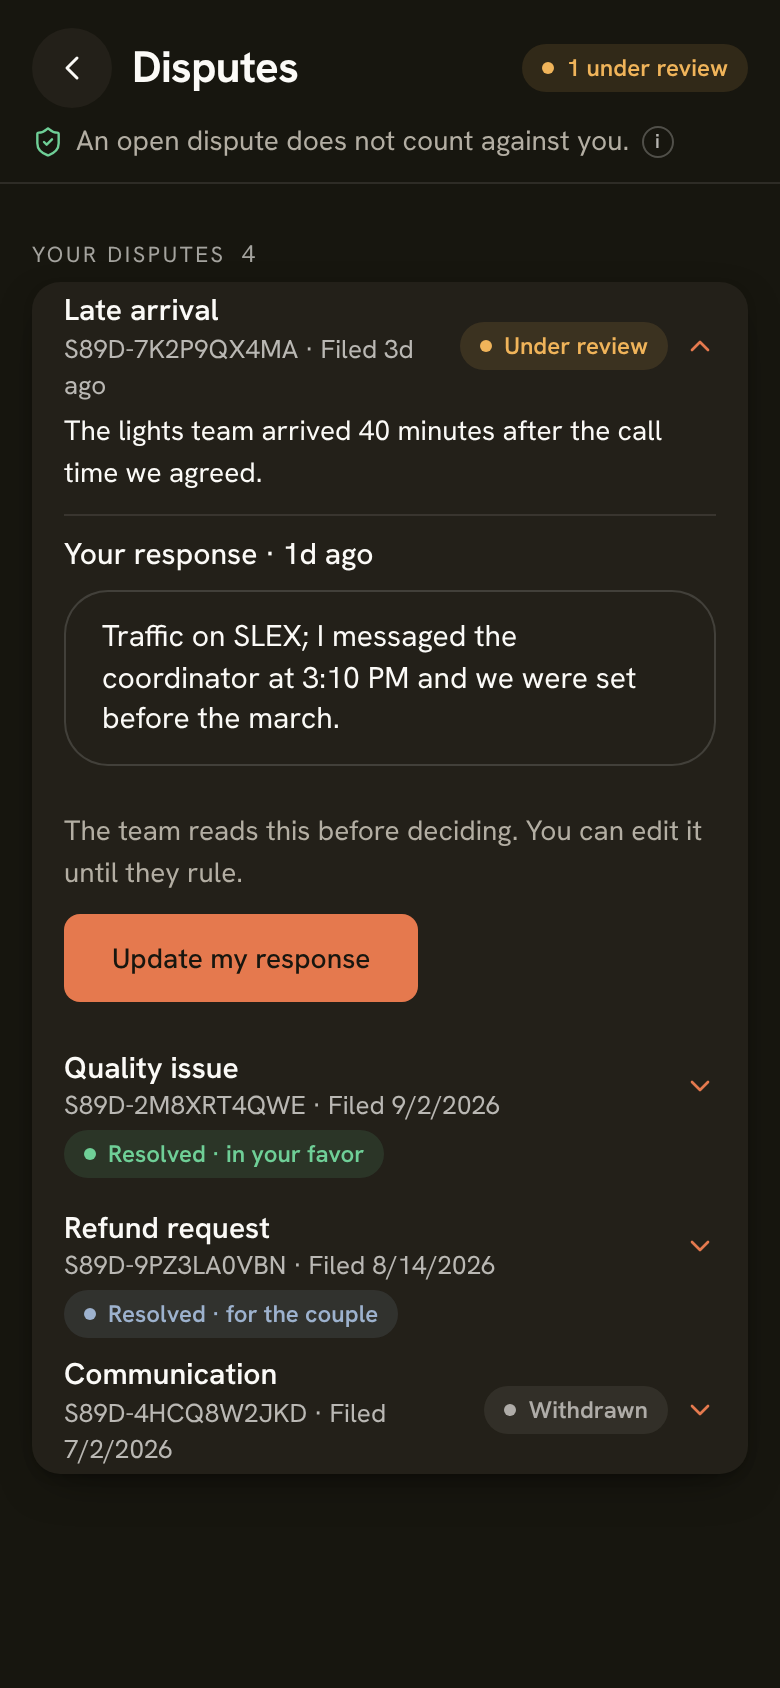 Disputes
1 under review
An open dispute does not count against you.
i
YOUR DISPUTES 4
Late arrival
S89D-7K2P9QX4MA · Filed 3d
ago
Under review
The lights team arrived 40 minutes after the call
time we agreed.
Your response · 1d ago
Traffic on SLEX; I messaged the
coordinator at 3:10 PM and we were set
before the march.
The team reads this before deciding. You can edit it
until they rule.
Update my response
Quality issue
S89D-2M8XRT4QWE · Filed 9/2/2026
Resolved · in your favor
Refund request
S89D-9PZ3LA0VBN · Filed 8/14/2026
Resolved · for the couple
Communication
S89D-4HCQ8W2JKD · Filed
7/2/2026
Withdrawn